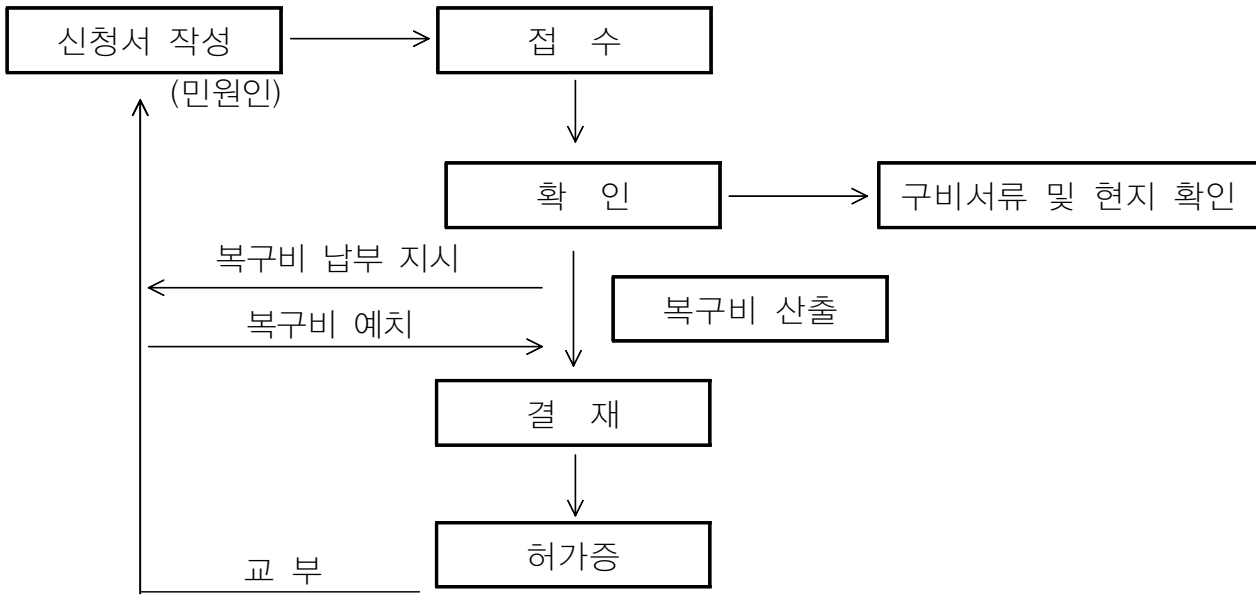 신청서 작성
접 수
(민원인)
확 인
구비서류 및 현지 확인
복구비 납부 지시
복구비 산출
복구비 예치
결 재
허가증
교 부